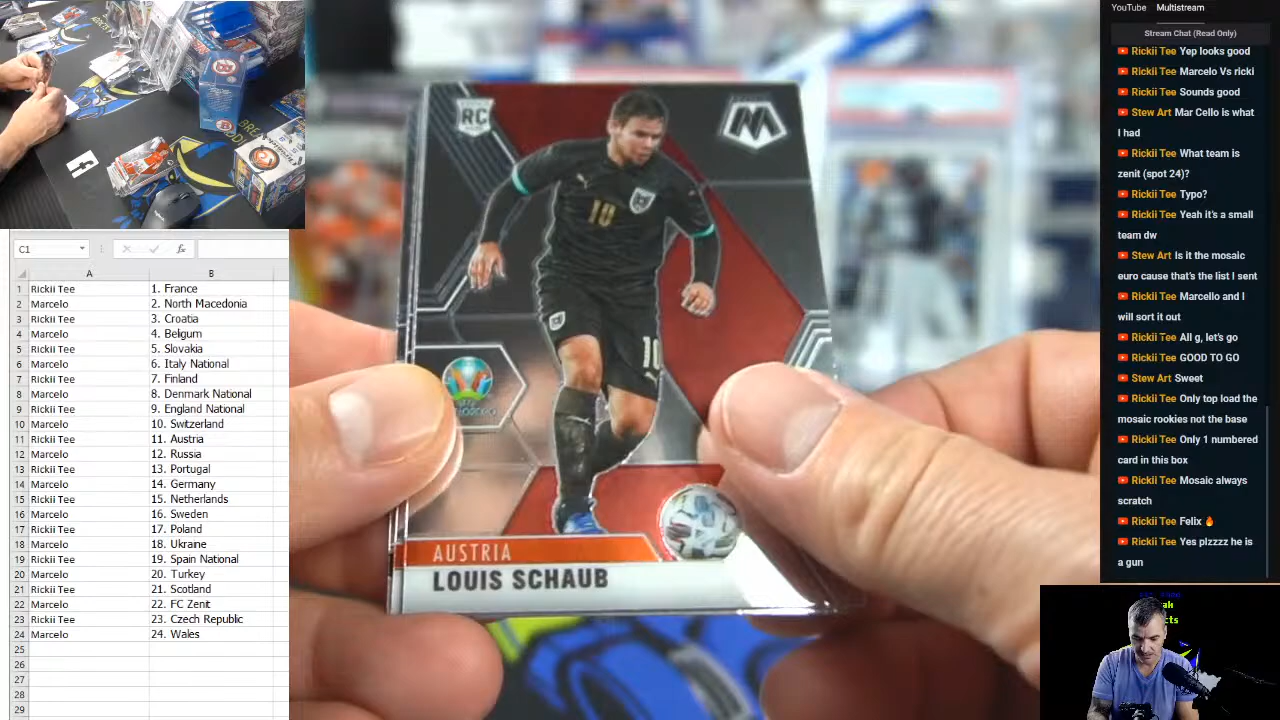 C1
fx
A
B
1 Rickii Tee 1. France
2 Marcelo 2. North Macedonia
3 Rickii Tee 3. Croatia
4 Marcelo 4. Belgum
5 Rickii Tee 5. Slovakia
6 Marcelo 6. Italy National
7 Rickii Tee 7. Finland
8 Marcelo 8. Denmark National
9 Rickii Tee 9. England National
10 Marcelo 10. Switzerland
11 Rickii Tee 11. Austria
12 Marcelo 12. Russia
13 Rickii Tee 13. Portugal
14 Marcelo 14. Germany
15 Rickii Tee 15. Netherlands
16 Marcelo 16. Sweden
17 Rickii Tee 17. Poland
18 Marcelo 18. Ukraine
19 Rickii Tee 19. Spain National
20 Marcelo 20. Turkey
21 Rickii Tee 21. Scotland
22 Marcelo 22. FC Zenit
23 Rickii Tee 23. Czech Republic
24 Marcelo 24. Wales
25
26
27
28
29
RC
10
10
AUSTRIA
LOUIS SCHAUB
YouTube Multistream
Stream Chat (Read Only)
Rickii Tee Yep looks good
Rickii Tee Marcelo Vs ricki
Rickii Tee Sounds good
Stew Art Mar Cello is what
I had
Rickii Tee What team is
zenit (spot 24)?
Rickii Tee Typo?
Rickii Tee Yeah it's a small
team dw
Stew Art Is it the mosaic
euro cause that's the list I sent
Rickii Tee Marcello and I
will sort it out
Rickii Tee All g, let's go
Rickii Tee GOOD TO GO
Stew Art Sweet
Rickii Tee Only top load the
mosaic rookies not the base
Rickii Tee Only 1 numbered
card in this box
Rickii Tee Mosaic always
scratch
Rickii Tee Felix 🔥
Rickii Tee Yes plzzzz he is
a gun